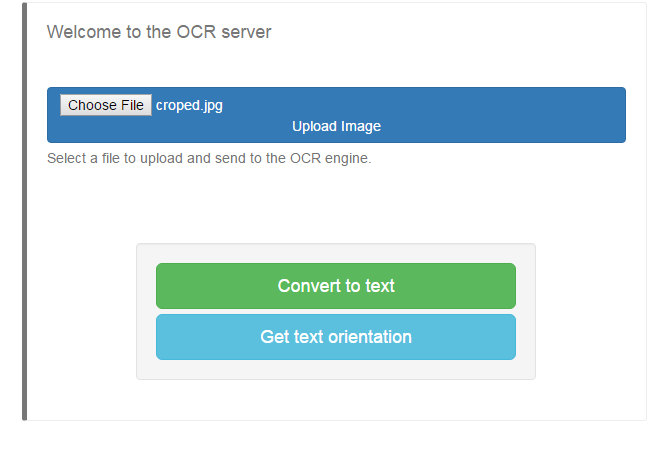 Welcome to the OCR server
Choose File croped.jpg
Upload Image
Select a file to upload and send to the OCR engine.
Convert to text
Get text orientation